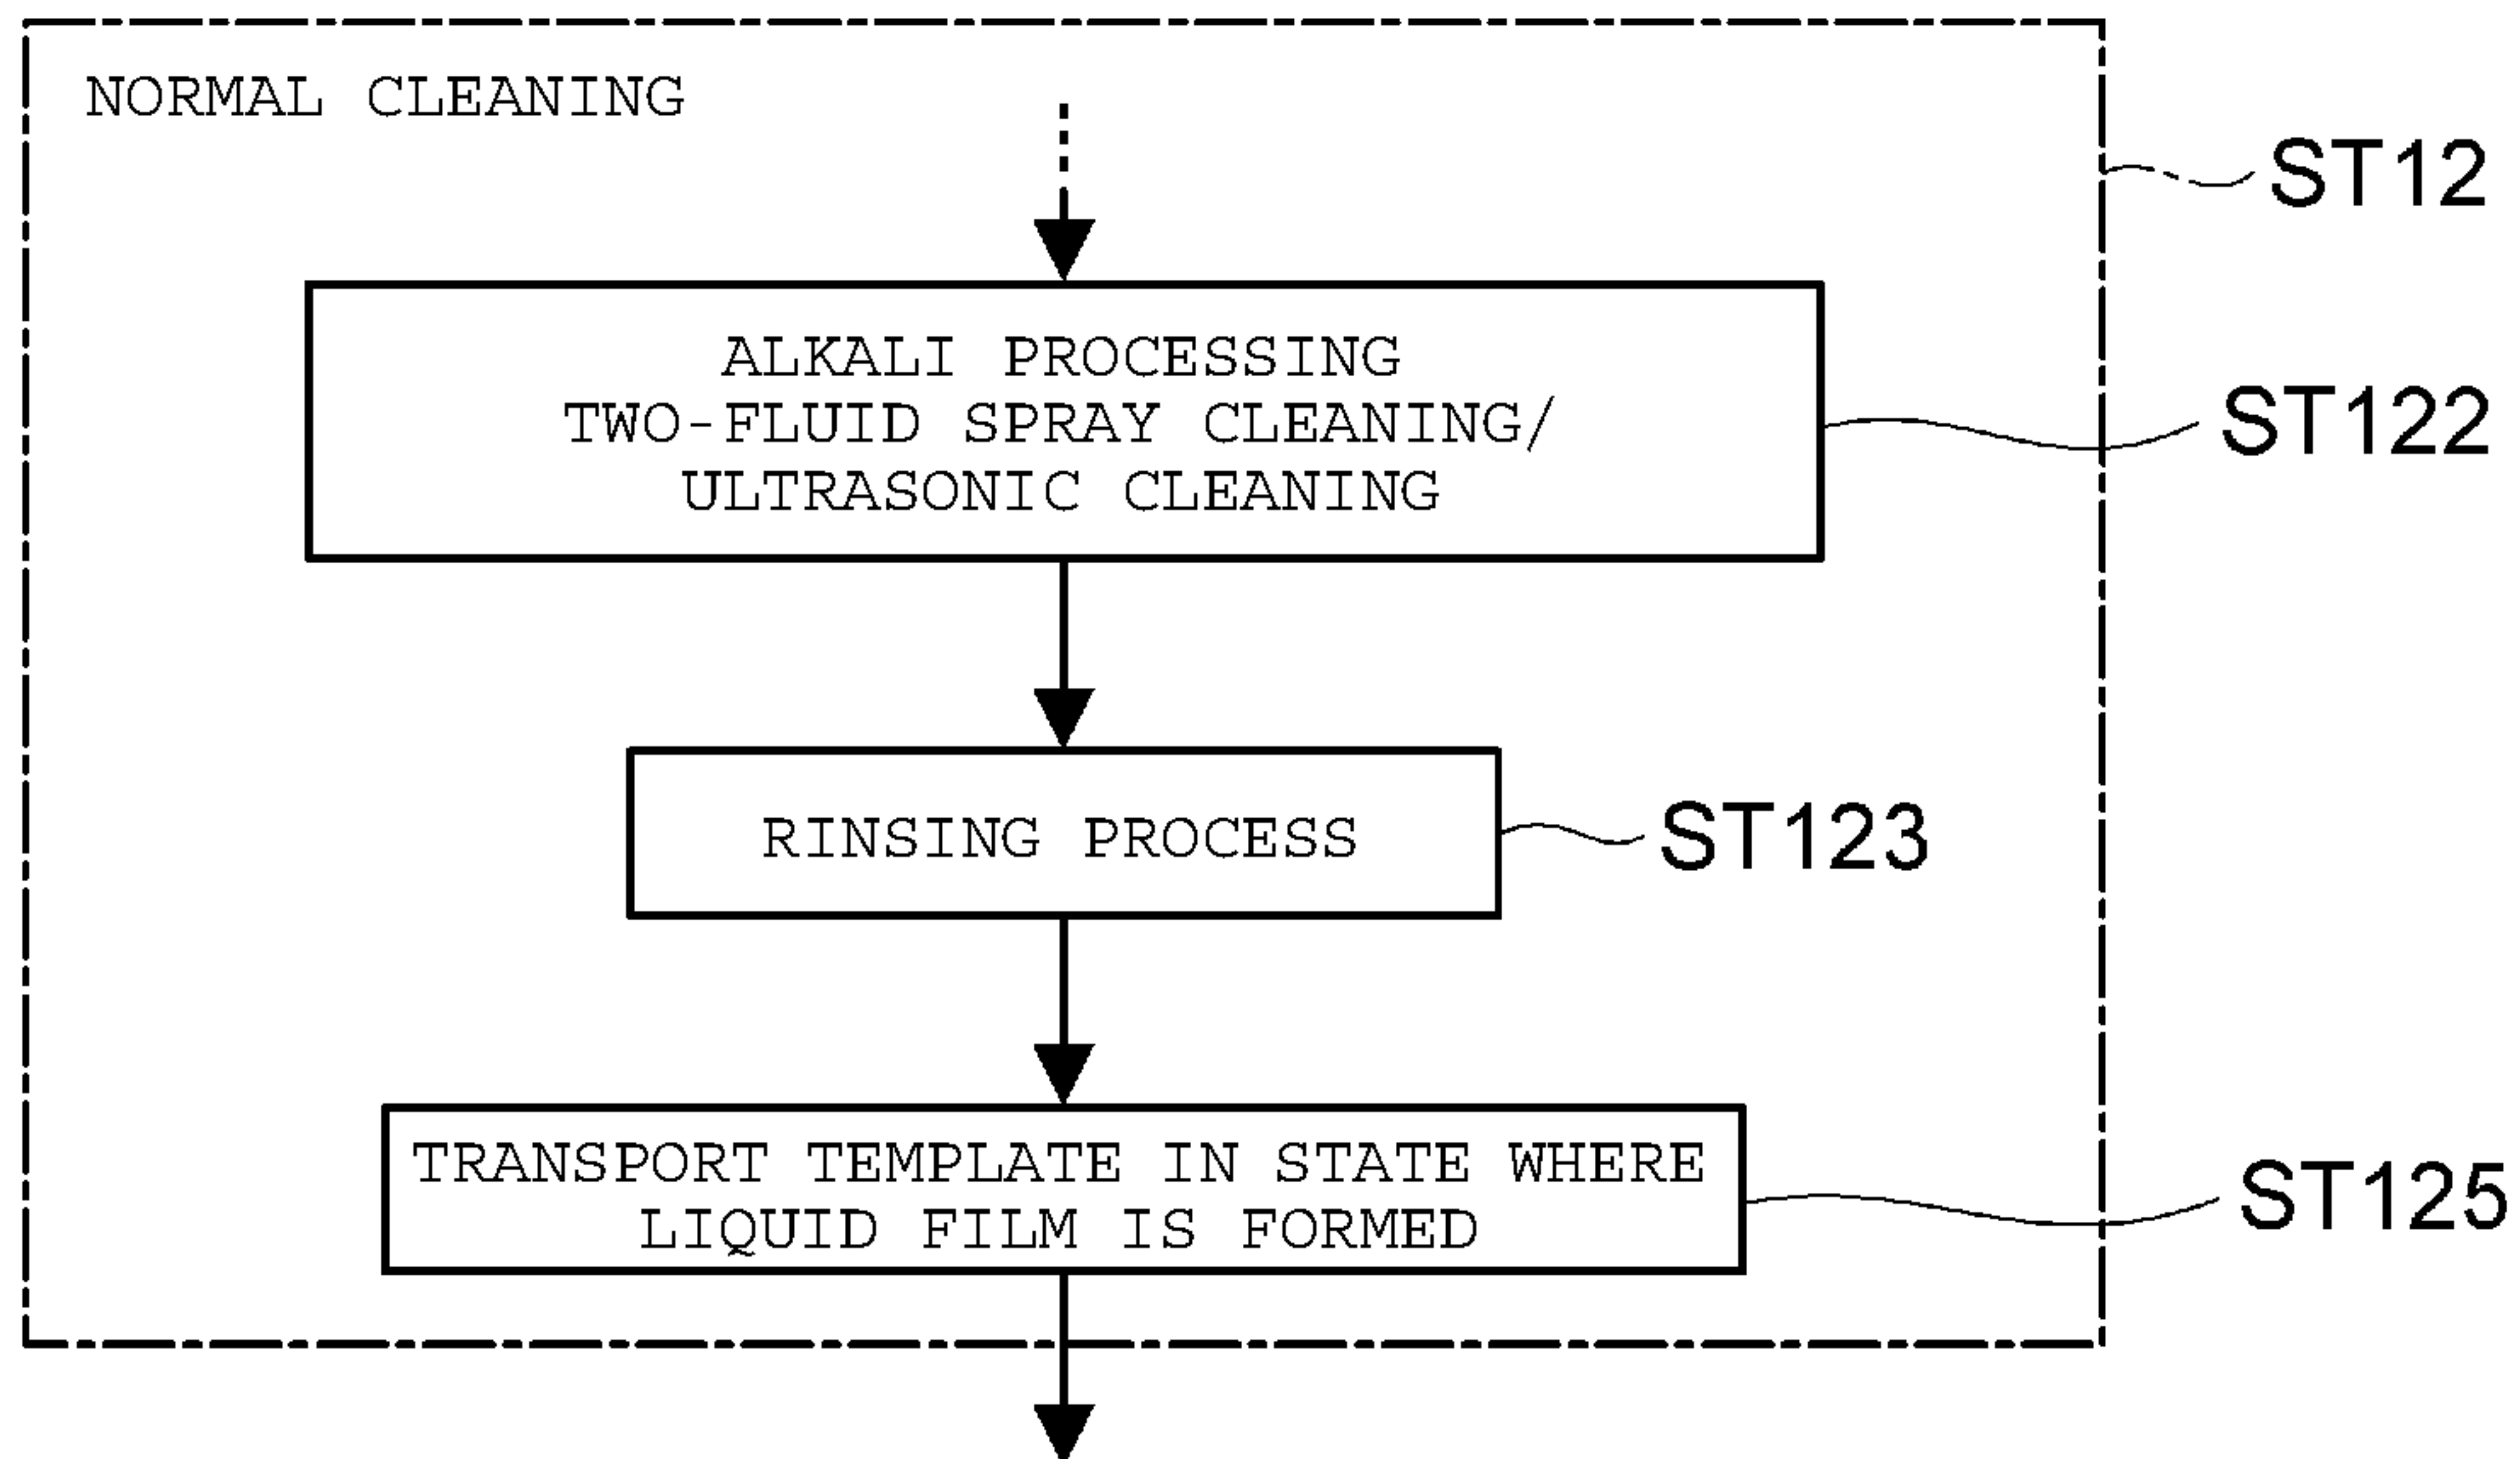 NORMAL CLEANING
ST12
ALKALI PROCESSING
TWO-FLUID SPRAY CLEANING/
ULTRASONIC CLEANING
ST122
RINSING PROCESS
ST123
TRANSPORT TEMPLATE IN STATE WHERE
LIQUID FILM IS FORMED
ST125